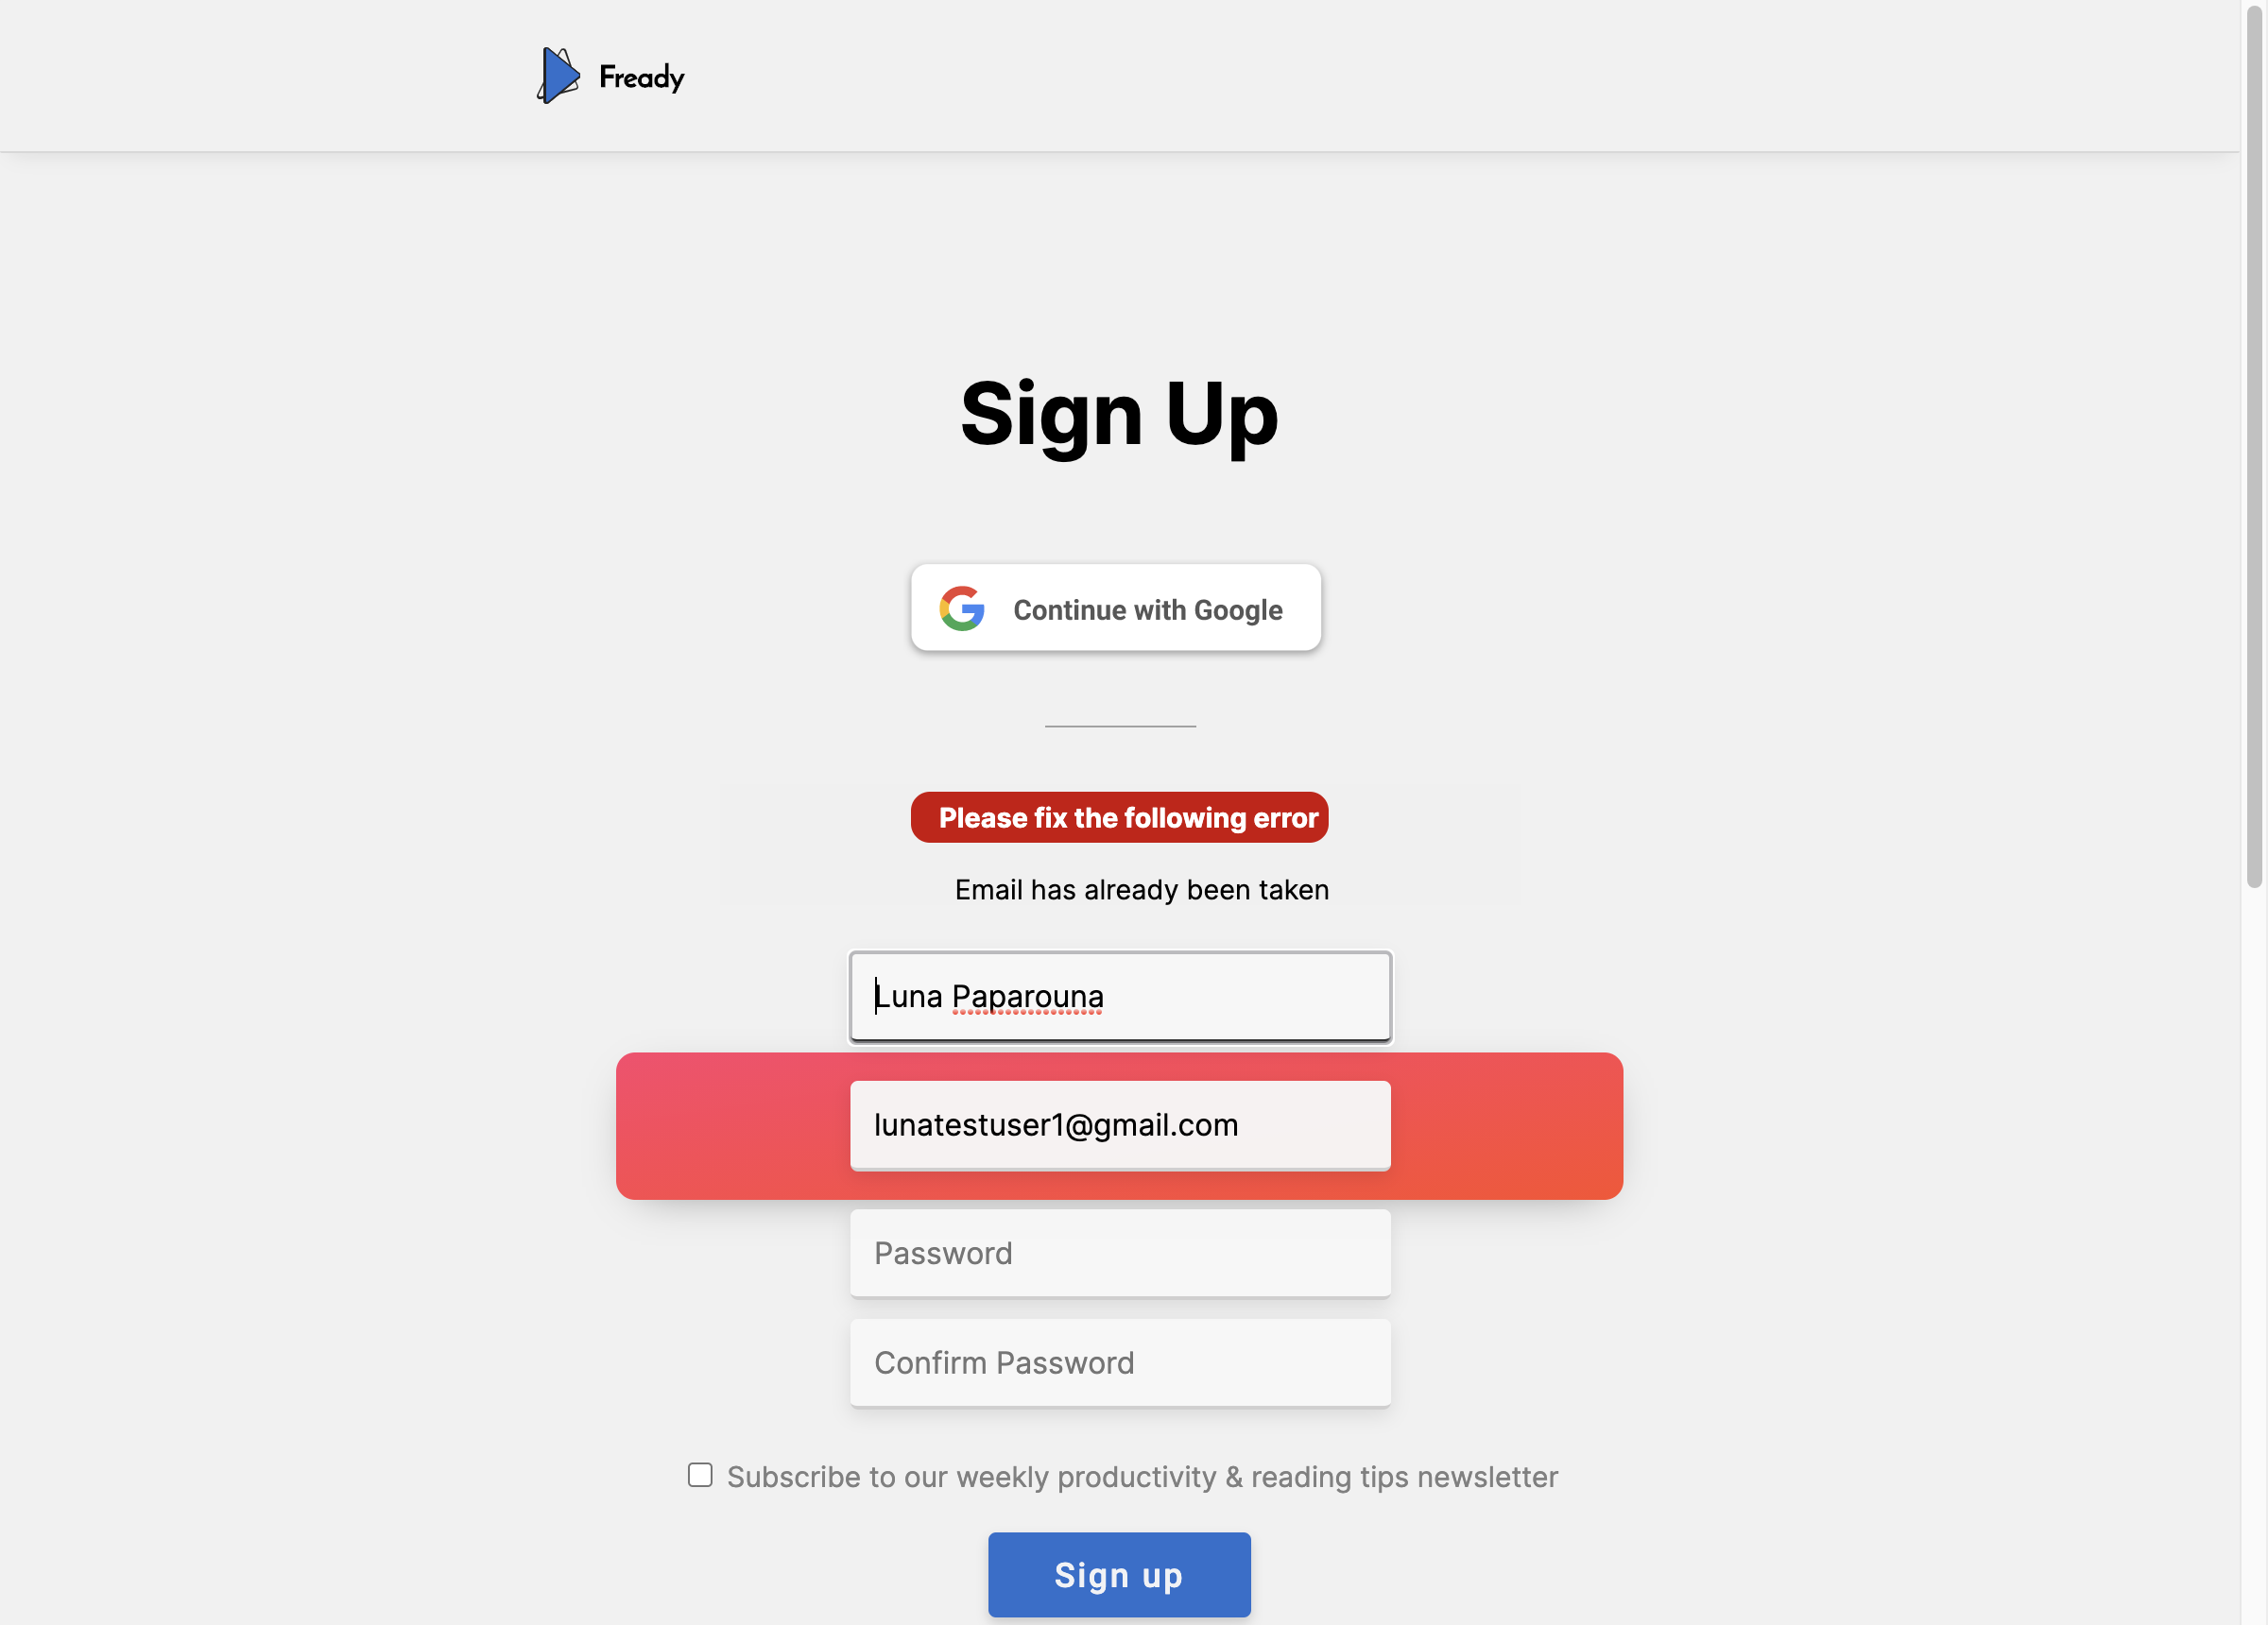 Fready
Sign Up
Continue with Google
Please fix the following error
Email has already been taken
Luna Paparouna
lunatestuser1@gmail.com
Password
Confirm Password
Subscribe to our weekly productivity & reading tips newsletter
Sign up